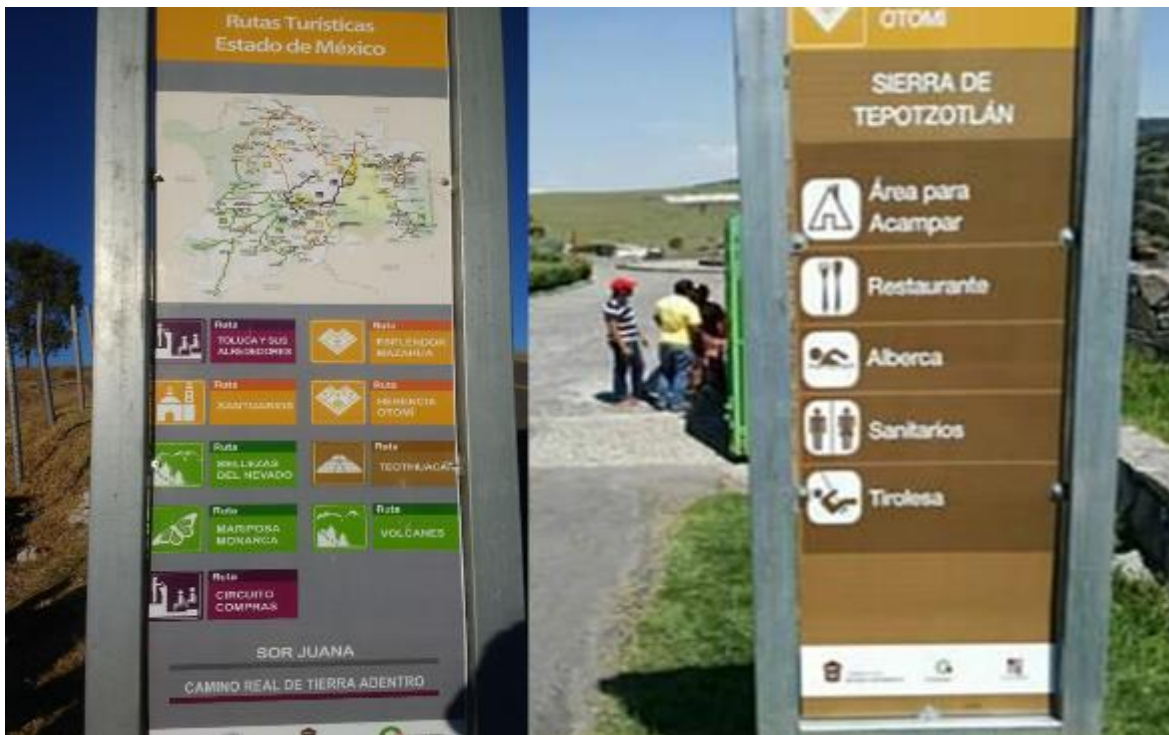 Rutas Turísticas
Estado de México
Ruta
TOLUCA Y SUS
ALREDEDORES
Ruta
ESPLENDOR
MAZAHUA
Ruta
SANTUARIOS
Ruta
HERENCIA
OTOMÍ
Ruta
BELLEZAS
DEL NEVADO
Ruta
TEOTIHUACAN
Ruta
MARIPOSA
MONARCA
Ruta
VOLCANES
Ruta
CIRCUITO
COMPRAS
SOR JUANA
CAMINO REAL DE TIERRA ADENTRO
OTOMÍ
SIERRA DE
TEPOTZOTLÁN
Área para
Acampar
Restaurante
Alberca
Sanitarios
Tirolesa